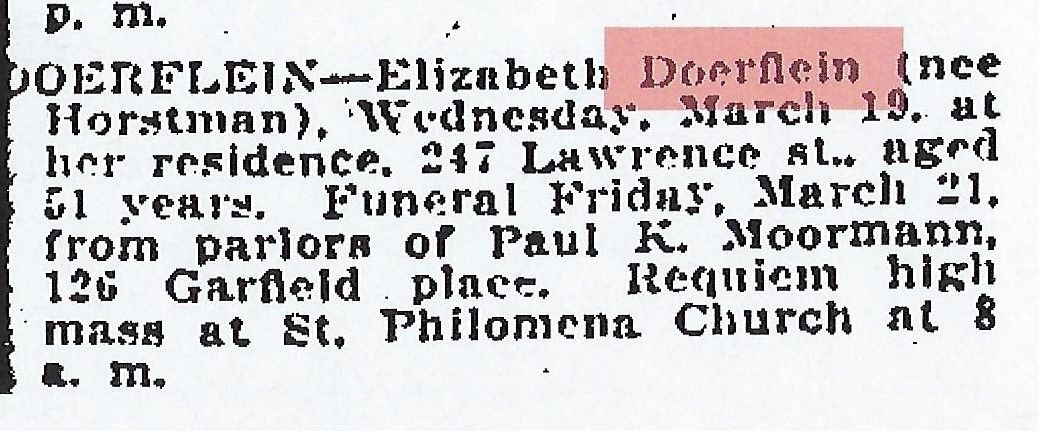 p. m.
DOERFLEIN—Elizabeth Doerflein (nee
Horstman), Wednesday, March 19, at
her residence, 247 Lawrence st., aged
51 years. Funeral Friday, March 21,
from parlors of Paul K. Moormann,
126 Garfield place. Requiem high
mass at St. Philomena Church at 8
a. m.